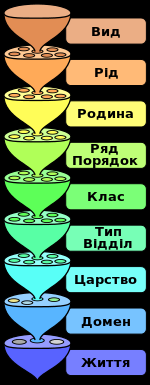 Вид
Рід
Родина
Ряд
Порядок
Клас
Тип
Відділ
Царство
Домен
Життя